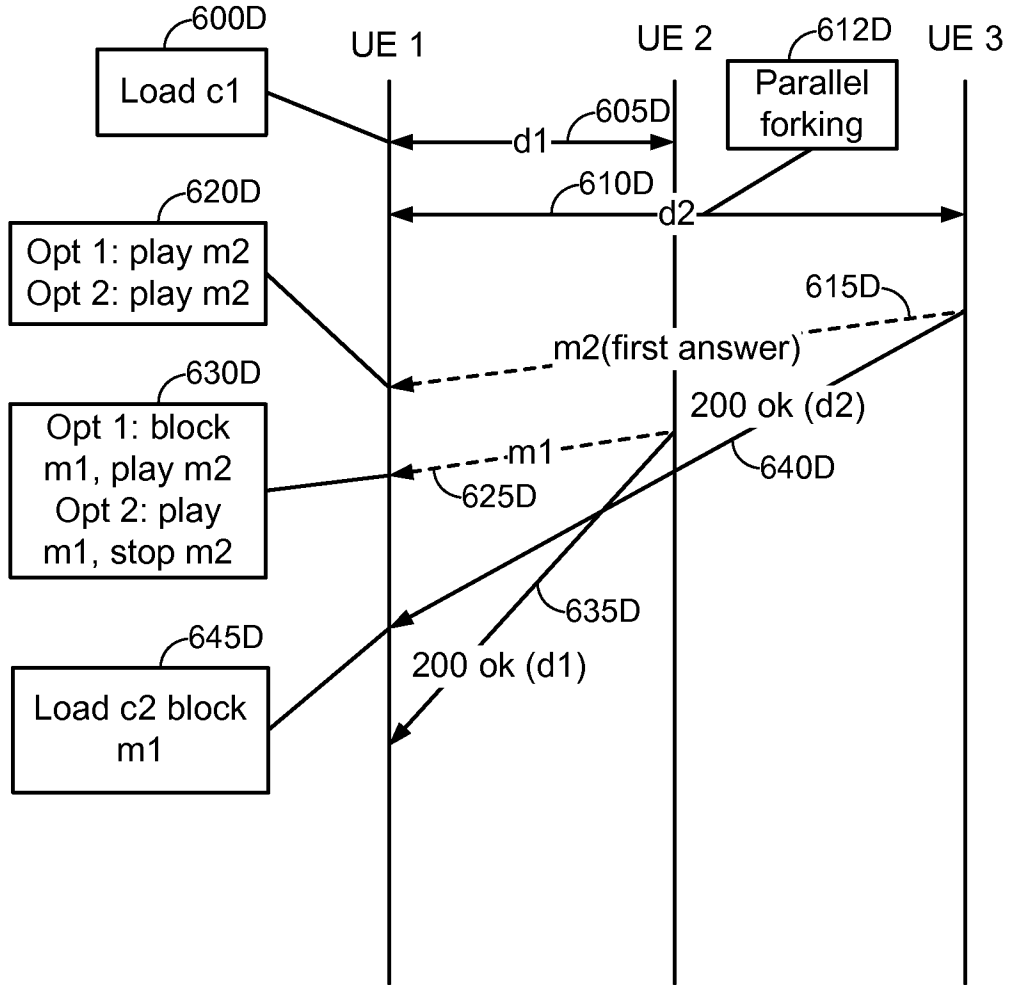 600D
UE 1
UE 2
612D
UE 3
Load c1
Parallel
forking
605D
d1
620D
610D
d2
Opt 1: play m2
Opt 2: play m2
615D
m2(first answer)
630D
200 ok (d2)
Opt 1: block
m1, play m2
Opt 2: play
m1, stop m2
m1
640D
625D
635D
645D
200 ok (d1)
Load c2 block
m1